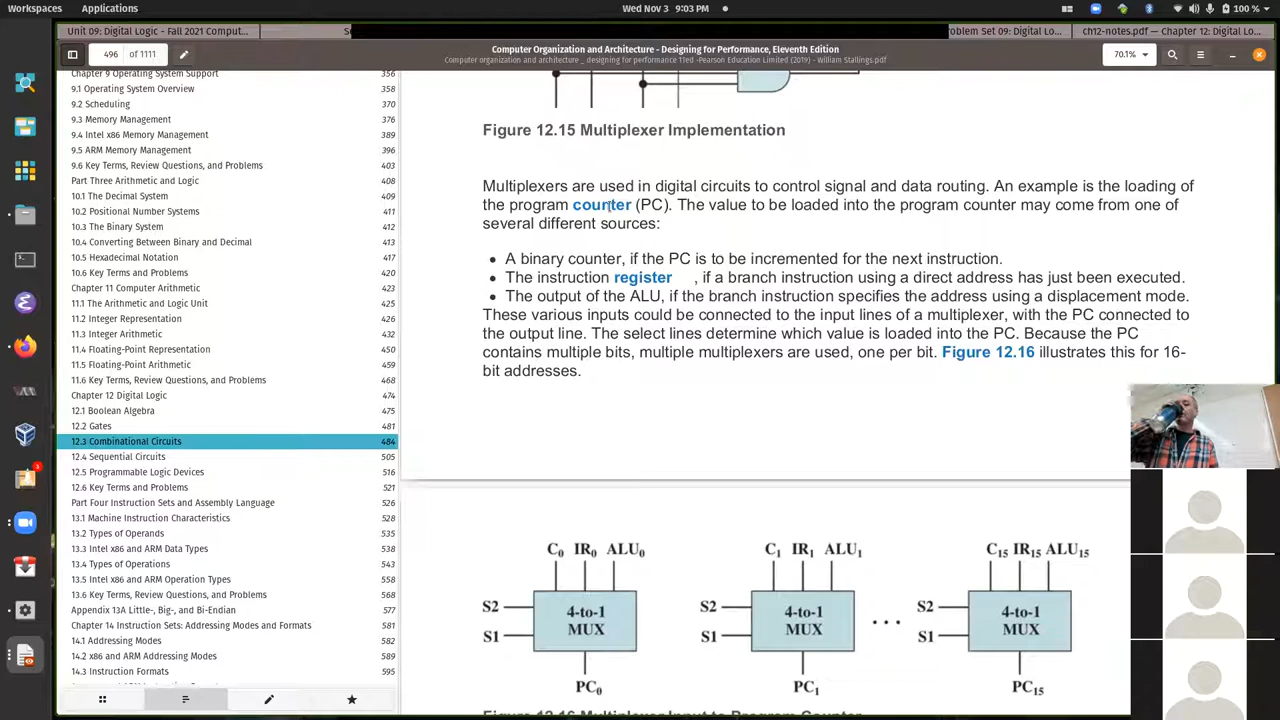 Workspaces Applications Wed Nov 3 9:03 PM 100 %
Unit 09: Digital Logic - Fall 2021 Comput… oblem Set 09: Digital Lo… ch12-notes.pdf — Chapter 12: Digital Lo…
496 of 1111 Computer Organization and Architecture - Designing for Performance, Eleventh Edition 70.1%
Computer organization and architecture _ designing for performance 11ed -Pearson Education Limited (2019) - William Stallings.pdf
Chapter 9 Operating System Support 356
9.1 Operating System Overview 358
9.2 Scheduling 370
9.3 Memory Management 376
9.4 Intel x86 Memory Management 389
9.5 ARM Memory Management 396
9.6 Key Terms, Review Questions, and Problems 403
Part Three Arithmetic and Logic 408
10.1 The Decimal System 409
10.2 Positional Number Systems 411
10.3 The Binary System 412
10.4 Converting Between Binary and Decimal 413
10.5 Hexadecimal Notation 417
10.6 Key Terms and Problems 420
Chapter 11 Computer Arithmetic 423
11.1 The Arithmetic and Logic Unit 425
11.2 Integer Representation 426
11.3 Integer Arithmetic 432
11.4 Floating-Point Representation 450
11.5 Floating-Point Arithmetic 459
11.6 Key Terms, Review Questions, and Problems 468
Chapter 12 Digital Logic 474
12.1 Boolean Algebra 475
12.2 Gates 481
12.3 Combinational Circuits 484
12.4 Sequential Circuits 505
12.5 Programmable Logic Devices 516
12.6 Key Terms and Problems 521
Part Four Instruction Sets and Assembly Language 526
13.1 Machine Instruction Characteristics 528
13.2 Types of Operands 535
13.3 Intel x86 and ARM Data Types 538
13.4 Types of Operations 543
13.5 Intel x86 and ARM Operation Types 558
13.6 Key Terms, Review Questions, and Problems 568
Appendix 13A Little-, Big-, and Bi-Endian 577
Chapter 14 Instruction Sets: Addressing Modes and Formats 581
14.1 Addressing Modes 582
14.2 x86 and ARM Addressing Modes 589
14.3 Instruction Formats 595
Figure 12.15 Multiplexer Implementation
Multiplexers are used in digital circuits to control signal and data routing. An example is the loading of
the program counter (PC). The value to be loaded into the program counter may come from one of
several different sources:
• A binary counter, if the PC is to be incremented for the next instruction.
• The instruction register , if a branch instruction using a direct address has just been executed.
• The output of the ALU, if the branch instruction specifies the address using a displacement mode.
These various inputs could be connected to the input lines of a multiplexer, with the PC connected to
the output line. The select lines determine which value is loaded into the PC. Because the PC
contains multiple bits, multiple multiplexers are used, one per bit. Figure 12.16 illustrates this for 16-
bit addresses.
C0 IR0 ALU0 C1 IR1 ALU1 C15 IR15 ALU15
S2 4-to-1 S2 4-to-1 S2 4-to-1
S1 MUX S1 MUX ••• S1 MUX
PC0 PC1 PC15
Figure 12.16 Multiplexer Input to Program Counter